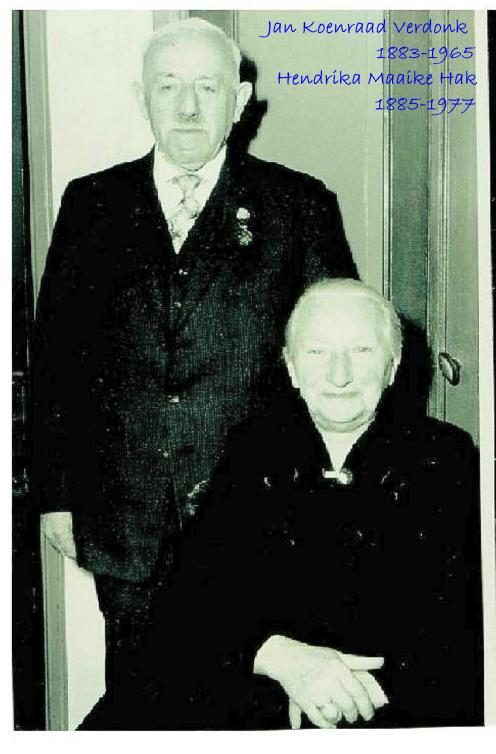 Jan Koenraad Verdonk
1883-1965
Hendrika Maaike Hak
1885-1977